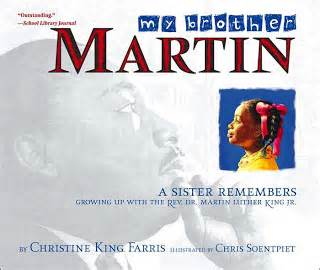 "Outstanding."
—School Library Journal
my brother
MARTIN
A SISTER REMEMBERS
GROWING UP WITH THE REV. DR. MARTIN LUTHER KING JR.
BY CHRISTINE KING FARRIS ILLUSTRATED BY CHRIS SOENTPIET